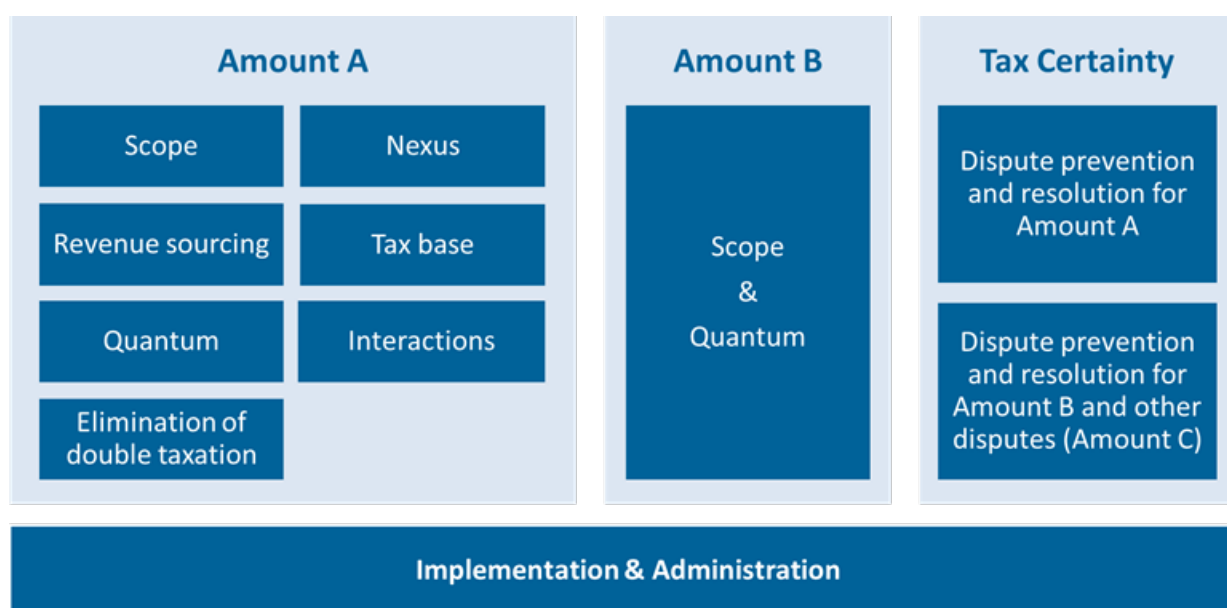 Amount A
Scope
Nexus
Revenue sourcing
Tax base
Quantum
Interactions
Elimination of
double taxation
Amount B
Scope
&
Quantum
Tax Certainty
Dispute prevention
and resolution for
Amount A
Dispute prevention
and resolution for
Amount B and other
disputes (Amount C)
Implementation & Administration